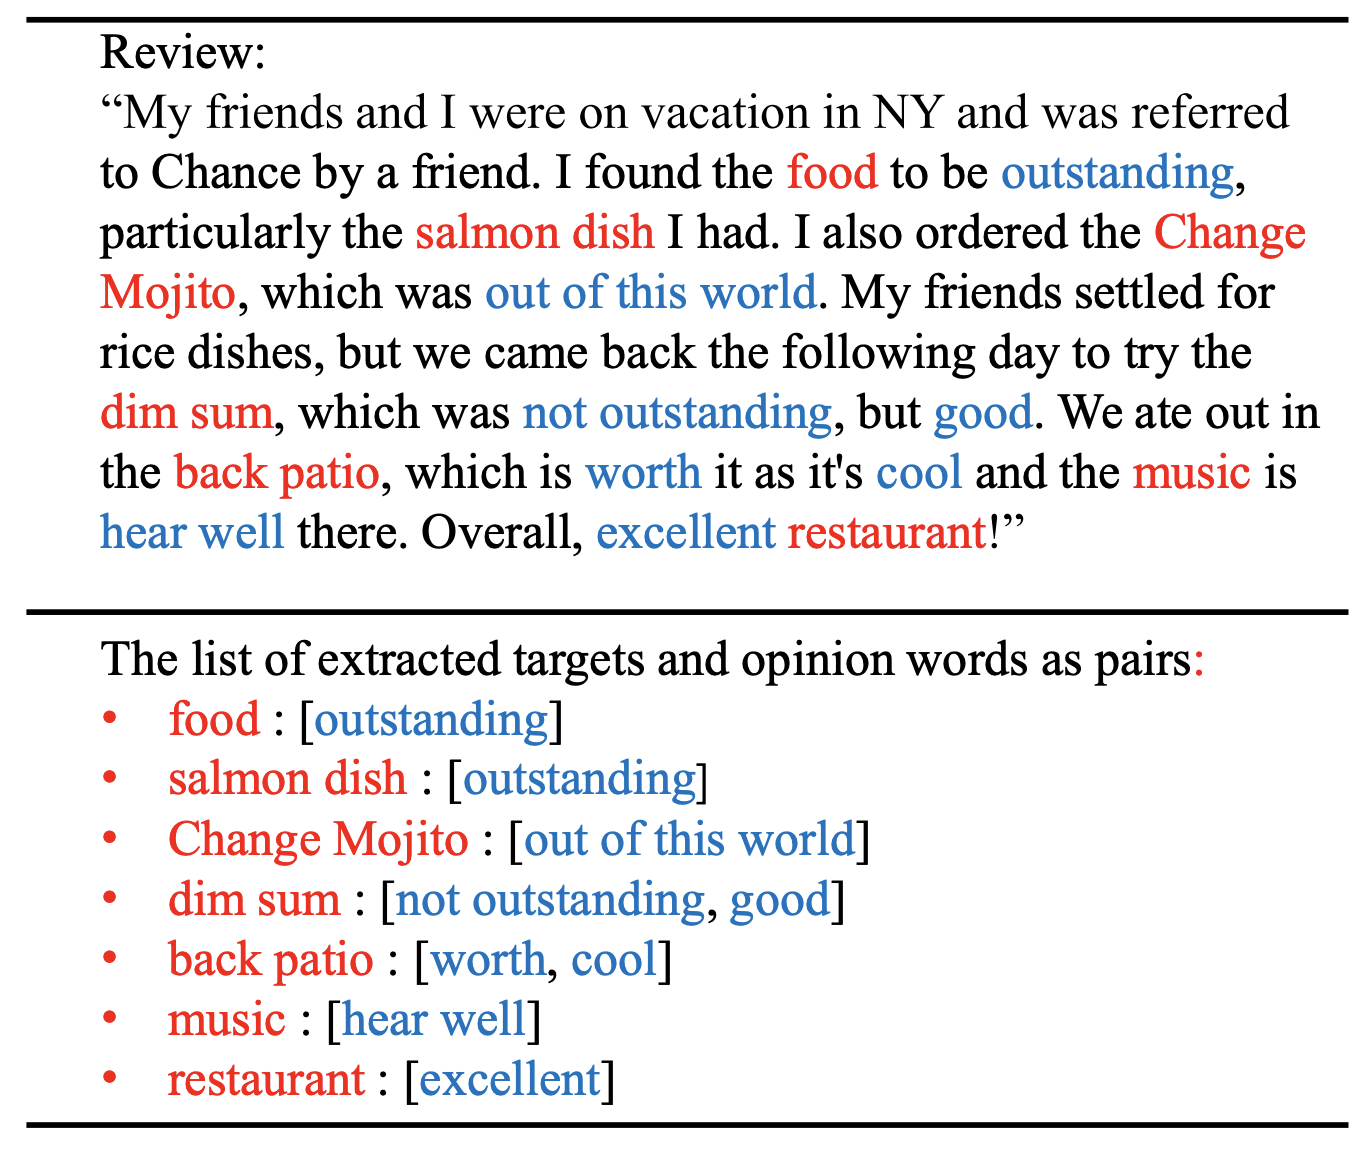 Review:
“My friends and I were on vacation in NY and was referred
to Chance by a friend. I found the food to be outstanding,
particularly the salmon dish I had. I also ordered the Change
Mojito, which was out of this world. My friends settled for
rice dishes, but we came back the following day to try the
dim sum, which was not outstanding, but good. We ate out in
the back patio, which is worth it as it's cool and the music is
hear well there. Overall, excellent restaurant!”
The list of extracted targets and opinion words as pairs:
• food : [outstanding]
• salmon dish : [outstanding]
• Change Mojito : [out of this world]
• dim sum : [not outstanding, good]
• back patio : [worth, cool]
• music : [hear well]
• restaurant : [excellent]